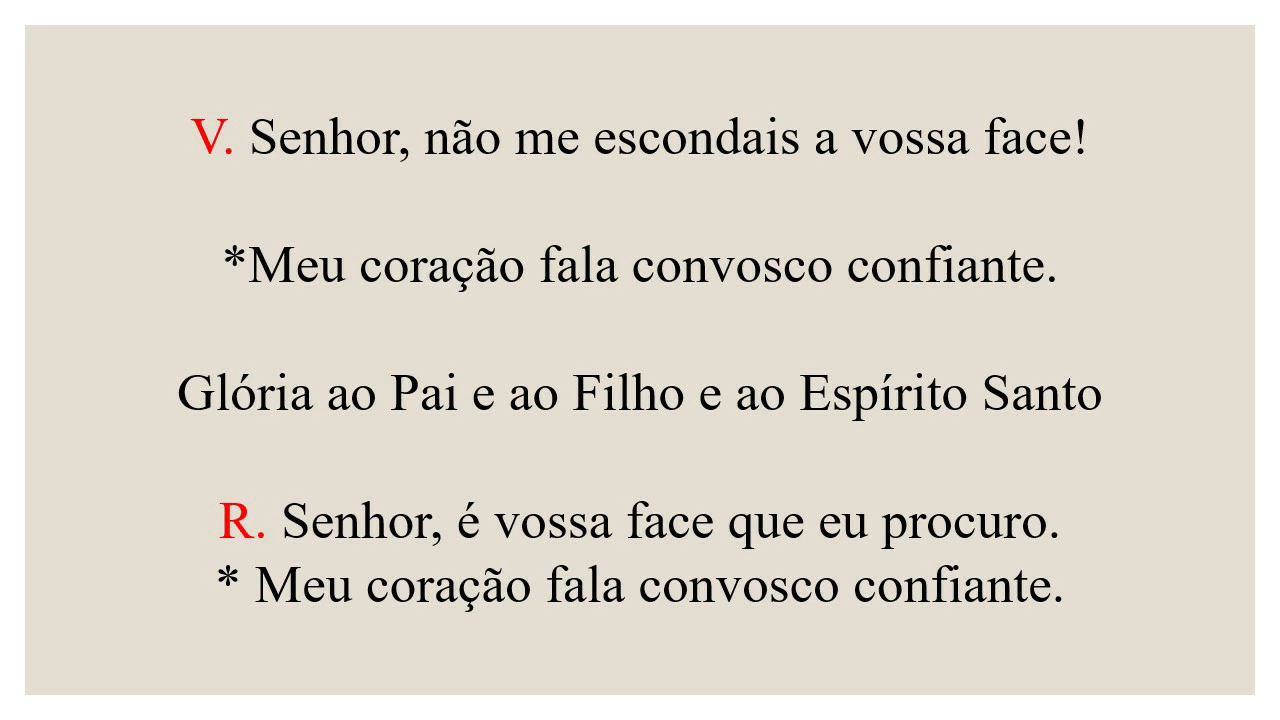 V. Senhor, não me escondais a vossa face!
*Meu coração fala convosco confiante.
Glória ao Pai e ao Filho e ao Espírito Santo
R. Senhor, é vossa face que eu procuro.
* Meu coração fala convosco confiante.